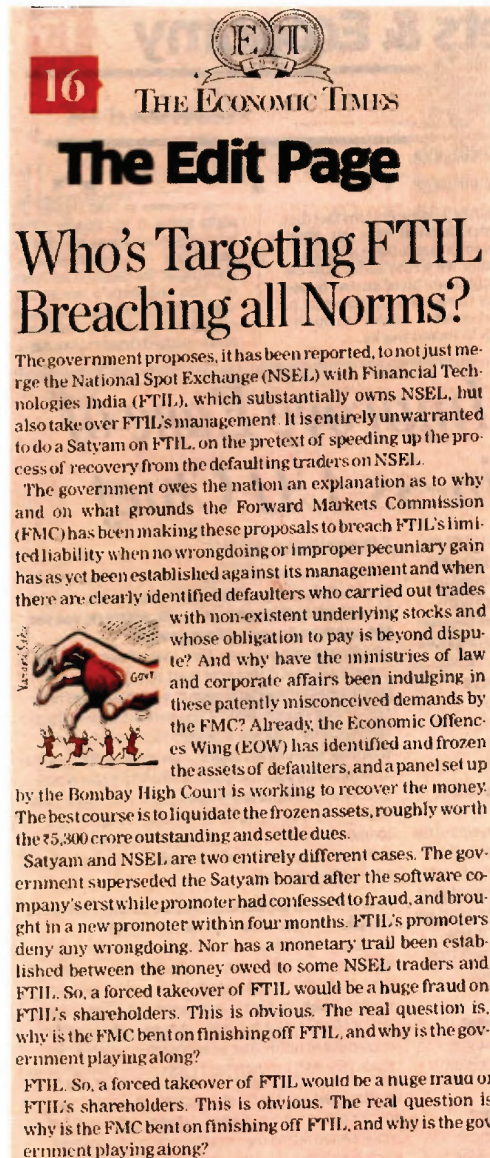 ET
1961
16
THE ECONOMIC TIMES
The Edit Page
Who's Targeting FTIL
Breaching all Norms?
The government proposes, it has been reported, to not just me-
rge the National Spot Exchange (NSEL) with Financial Tech-
nologies India (FTIL), which substantially owns NSEL, but
also take over FTIL's management. It is entirely unwarranted
to do a Satyam on FTIL, on the pretext of speeding up the pro-
cess of recovery from the defaulting traders on NSEL.
The government owes the nation an explanation as to why
and on what grounds the Forward Markets Commission
(FMC) has been making these proposals to breach FTIL's limi-
ted liability when no wrongdoing or improper pecuniary gain
has as yet been established against its management and when
there are clearly identified defaulters who carried out trades
with non-existent underlying stocks and
whose obligation to pay is beyond dispu-
te? And why have the ministries of law
Govt
and corporate affairs been indulging in
these patently misconceived demands by
the FMC? Already, the Economic Offenc-
es Wing (EOW) has identified and frozen
the assets of defaulters, and a panel set up
by the Bombay High Court is working to recover the money.
The best course is to liquidate the frozen assets, roughly worth
the ₹5,300 crore outstanding and settle dues.
Satyam and NSEL are two entirely different cases. The gov-
ernment superseded the Satyam board after the software co-
mpany's erstwhile promoter had confessed to fraud, and brou-
ght in a new promoter within four months. FTIL's promoters
deny any wrongdoing. Nor has a monetary trail been estab-
lished between the money owed to some NSEL traders and
FTIL. So, a forced takeover of FTIL would be a huge fraud on
FTIL's shareholders. This is obvious. The real question is,
why is the FMC bent on finishing off FTIL, and why is the gov-
ernment playing along?
FTIL. So, a forced takeover of FTIL would be a huge fraud on
FTIL's shareholders. This is obvious. The real question is
why is the FMC bent on finishing off FTIL, and why is the gov
ernment playing along?